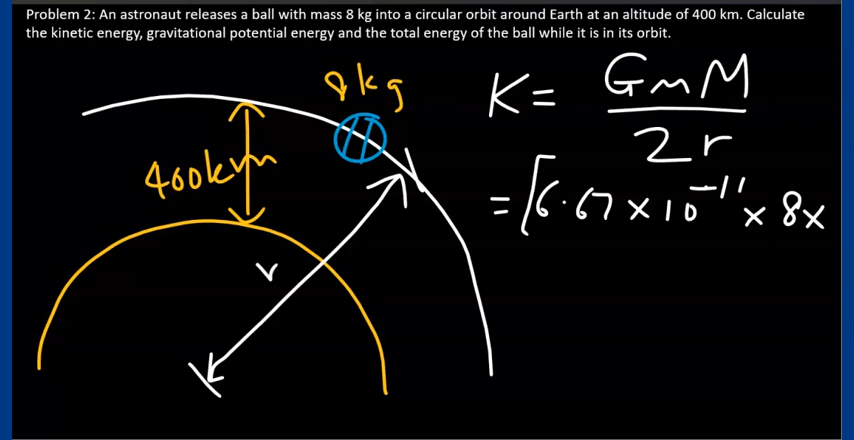 Problem 2: An astronaut releases a ball with mass 8 kg into a circular orbit around Earth at an altitude of 400 km. Calculate
the kinetic energy, gravitational potential energy and the total energy of the ball while it is in its orbit.
8kg
400km
r
K= GmM
2r
=[6.67×10^-11 × 8×